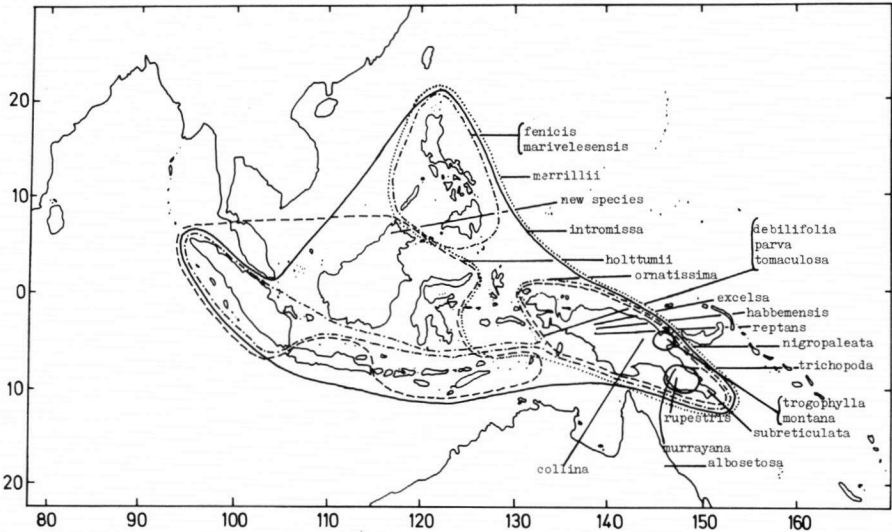 20
10
0
10
20
fenicis
marivelesensis
merrillii
new species
intromissa
debilifolia
parva
tomaculosa
holttumii
ornatissima
excelsa
habbemensis
reptans
nigropaleata
trichopoda
trogophylla
montana
subreticulata
rupestris
murrayana
albosetosa
collina
80 90 100 110 120 130 140 150 160